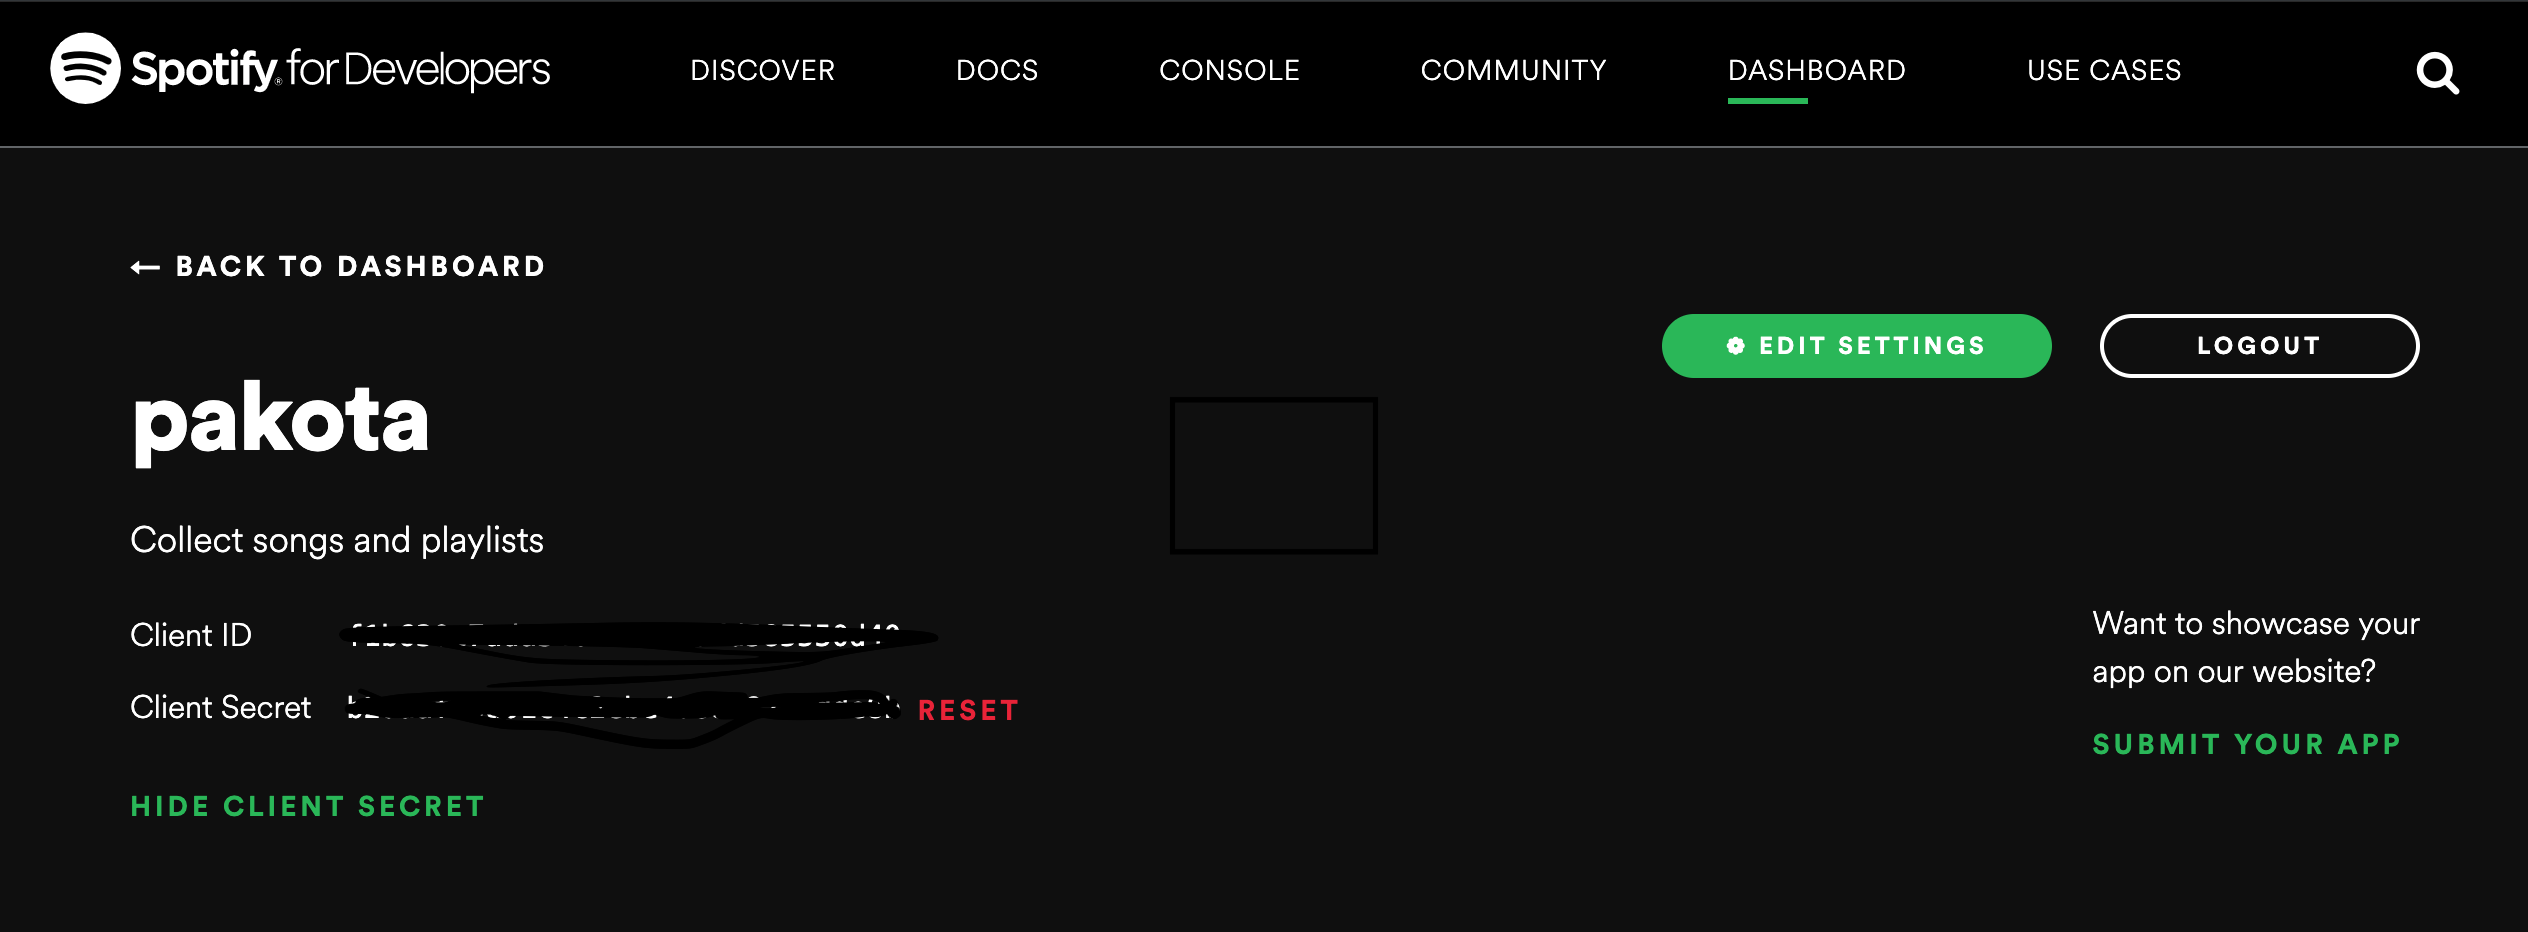 Spotify® for Developers
DISCOVER
DOCS
CONSOLE
COMMUNITY
DASHBOARD
USE CASES
← BACK TO DASHBOARD
EDIT SETTINGS
LOGOUT
pakota
Collect songs and playlists
Client ID
Client Secret
RESET
HIDE CLIENT SECRET
Want to showcase your
app on our website?
SUBMIT YOUR APP